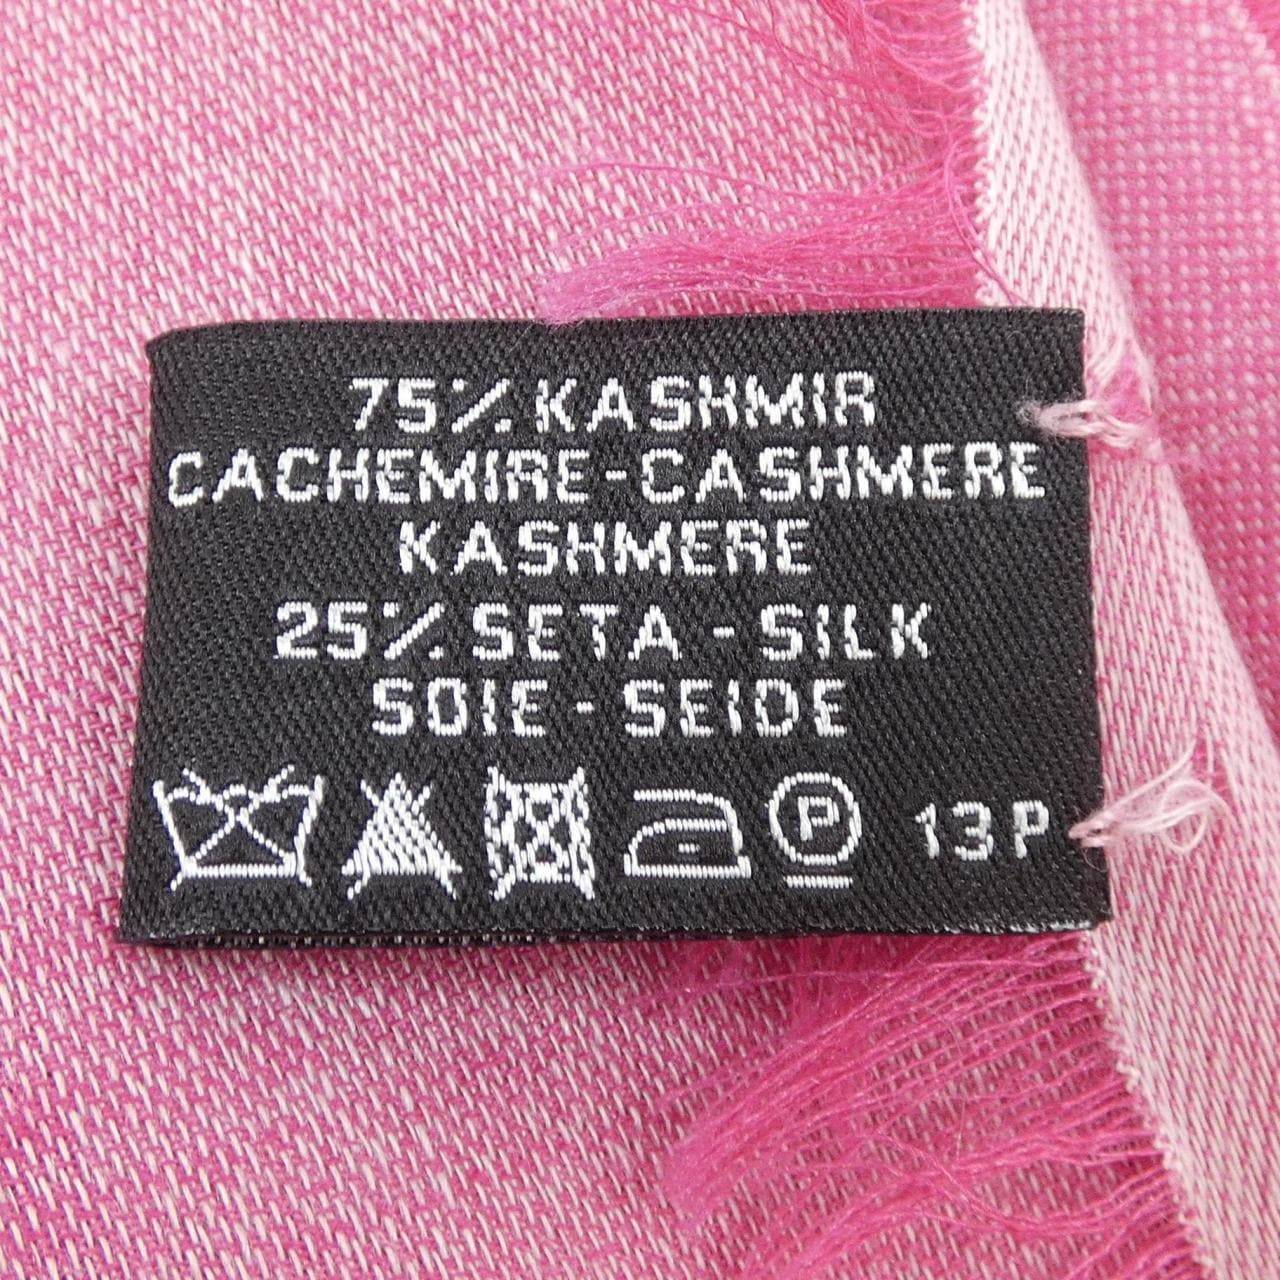 75% KASHMIR
CACHEMIRE-CASHMERE
KASHMERE
25% SETA - SILK
SOIE - SEIDE
P 13P